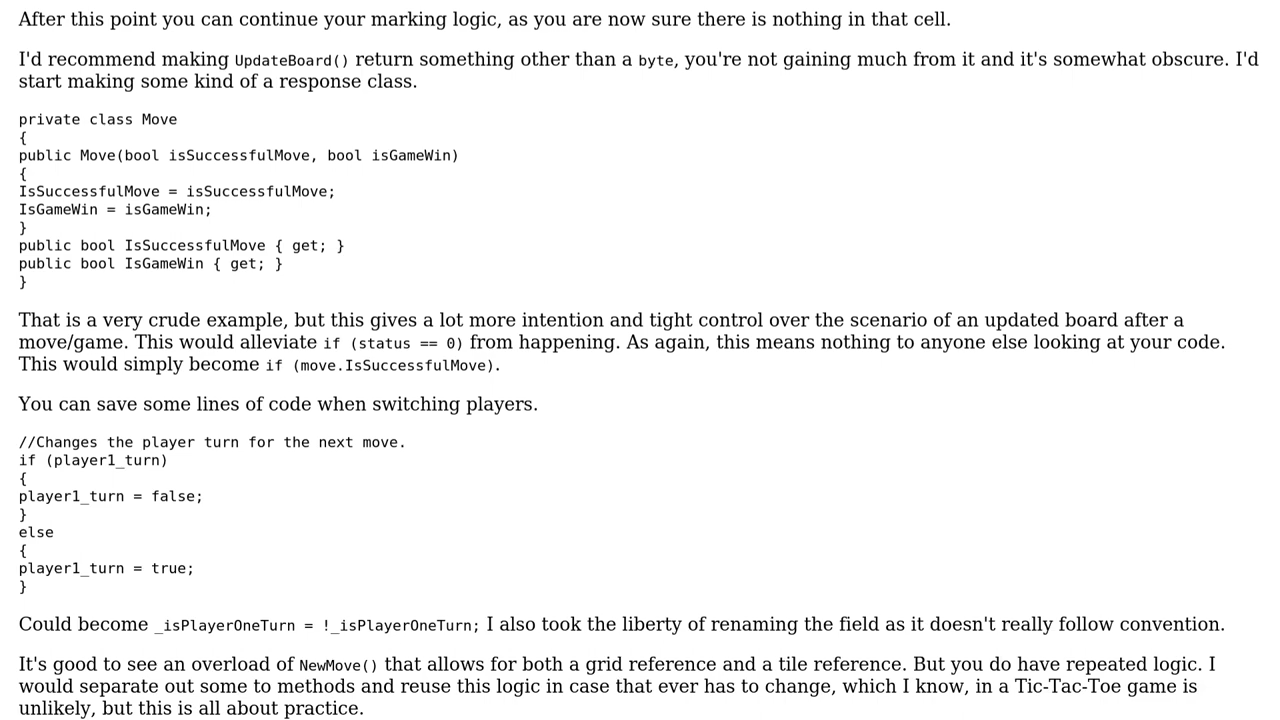 After this point you can continue your marking logic, as you are now sure there is nothing in that cell.
I'd recommend making UpdateBoard() return something other than a byte, you're not gaining much from it and it's somewhat obscure. I'd
start making some kind of a response class.
private class Move
{
public Move(bool isSuccessfulMove, bool isGameWin)
{
IsSuccessfulMove = isSuccessfulMove;
IsGameWin = isGameWin;
}
public bool IsSuccessfulMove { get; }
public bool IsGameWin { get; }
}
That is a very crude example, but this gives a lot more intention and tight control over the scenario of an updated board after a
move/game. This would alleviate if (status == 0) from happening. As again, this means nothing to anyone else looking at your code.
This would simply become if (move.IsSuccessfulMove).
You can save some lines of code when switching players.
//Changes the player turn for the next move.
if (player1_turn)
{
player1_turn = false;
}
else
{
player1_turn = true;
}
Could become _isPlayerOneTurn = !_isPlayerOneTurn; I also took the liberty of renaming the field as it doesn't really follow convention.
It's good to see an overload of NewMove() that allows for both a grid reference and a tile reference. But you do have repeated logic. I
would separate out some to methods and reuse this logic in case that ever has to change, which I know, in a Tic-Tac-Toe game is
unlikely, but this is all about practice.